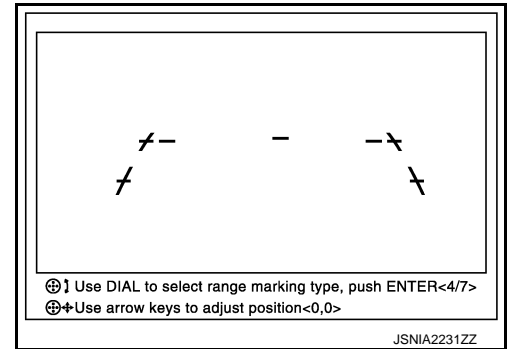 Use DIAL to select range marking type, push ENTER<4/7>
Use arrow keys to adjust position<0,0>
JSNIA2231ZZ